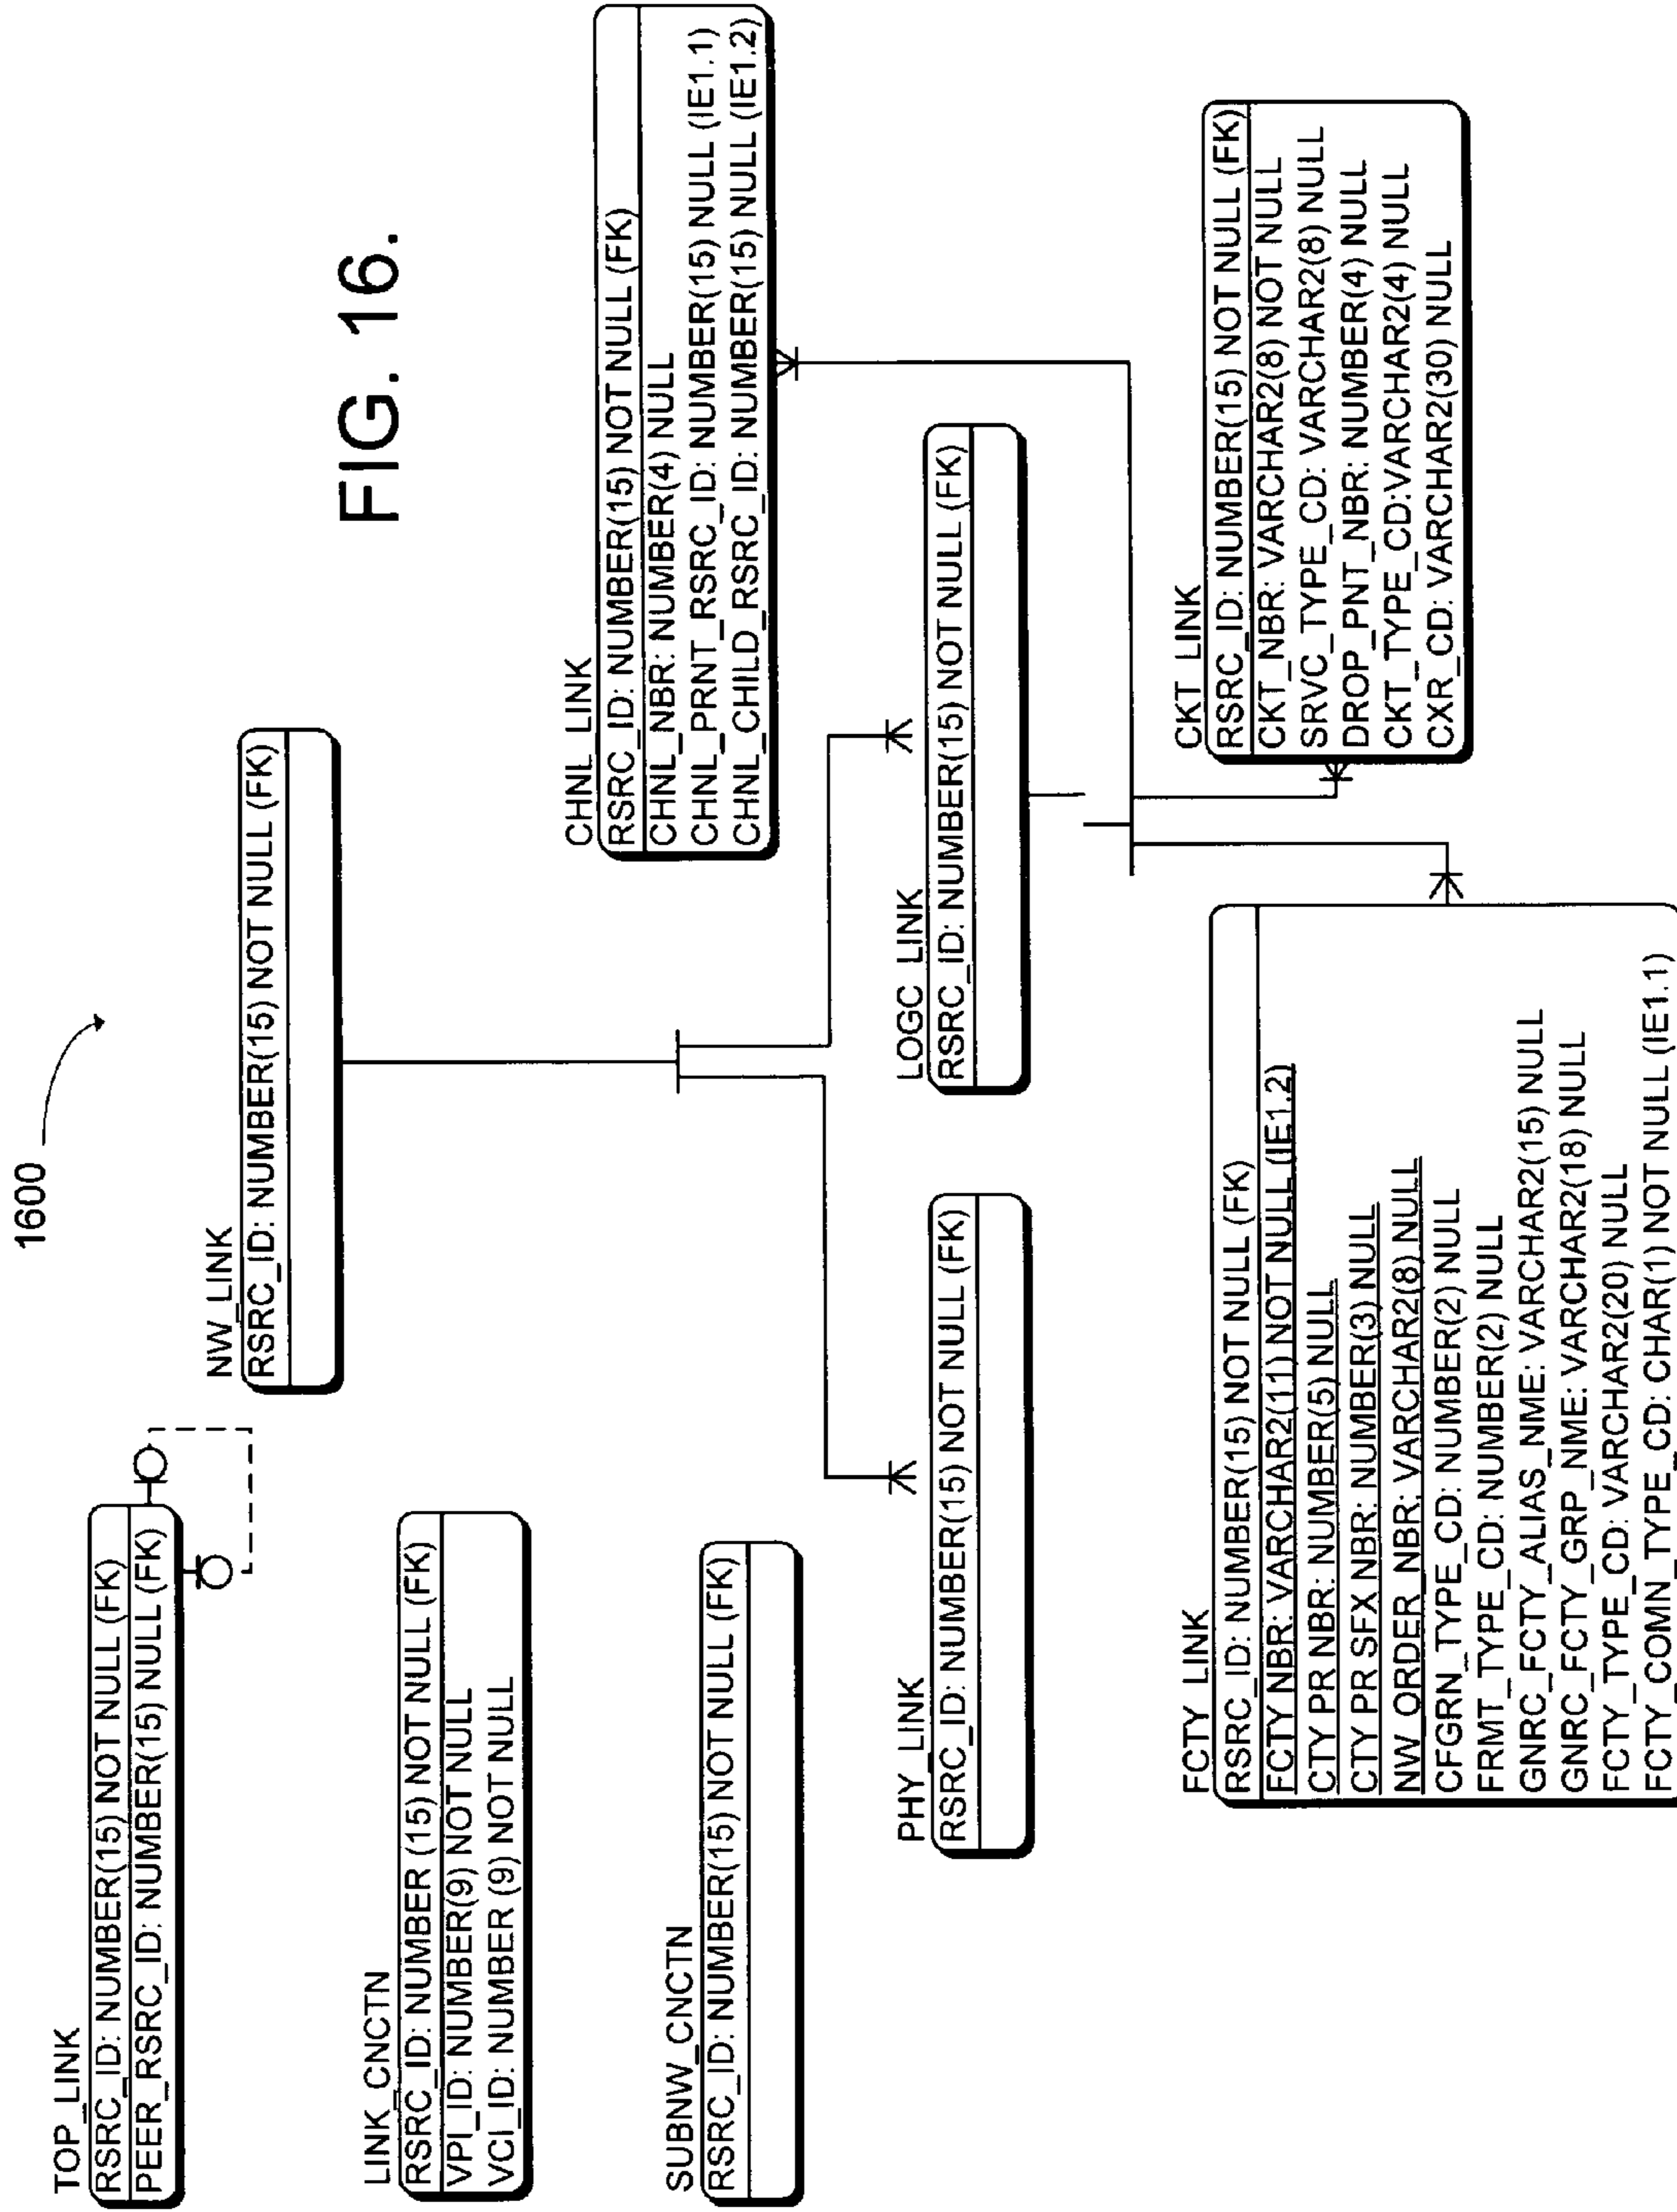 1600
FIG. 16.
TOP_LINK
RSRC_ID: NUMBER(15) NOT NULL (FK)
PEER_RSRC_ID: NUMBER(15) NULL (FK)
LINK_CNCTN
RSRC_ID: NUMBER (15) NOT NULL (FK)
VPI_ID: NUMBER(9) NOT NULL
VCI_ID: NUMBER (9) NOT NULL
SUBNW_CNCTN
RSRC_ID: NUMBER(15) NOT NULL (FK)
NW_LINK
RSRC_ID: NUMBER(15) NOT NULL (FK)
CHNL_LINK
RSRC_ID: NUMBER(15) NOT NULL (FK)
CHNL_NBR: NUMBER(4) NULL
CHNL_PRNT_RSRC_ID: NUMBER(15) NULL (IE1.1)
CHNL_CHILD_RSRC_ID: NUMBER(15) NULL (IE1.2)
PHY_LINK
RSRC_ID: NUMBER(15) NOT NULL (FK)
LOGC_LINK
RSRC_ID: NUMBER(15) NOT NULL (FK)
FCTY_LINK
RSRC_ID: NUMBER(15) NOT NULL (FK)
FCTY NBR: VARCHAR2(11) NOT NULL (IE1.2)
CTY PR NBR: NUMBER(5) NULL
CTY PR SFX NBR: NUMBER(3) NULL
NW_ORDER_NBR: VARCHAR2(8) NULL
CFGRN_TYPE_CD: NUMBER(2) NULL
FRMT_TYPE_CD: NUMBER(2) NULL
GNRC_FCTY_ALIAS_NME: VARCHAR2(15) NULL
GNRC_FCTY_GRP_NME: VARCHAR2(18) NULL
FCTY_TYPE_CD: VARCHAR2(20) NULL
FCTY_COMN_TYPE_CD: CHAR(1) NOT NULL (IE1.1)
CKT_LINK
RSRC_ID: NUMBER(15) NOT NULL (FK)
CKT_NBR: VARCHAR2(8) NOT NULL
SRVC_TYPE_CD: VARCHAR2(8) NULL
DROP_PNT_NBR: NUMBER(4) NULL
CKT_TYPE_CD:VARCHAR2(4) NULL
CXR_CD: VARCHAR2(30) NULL